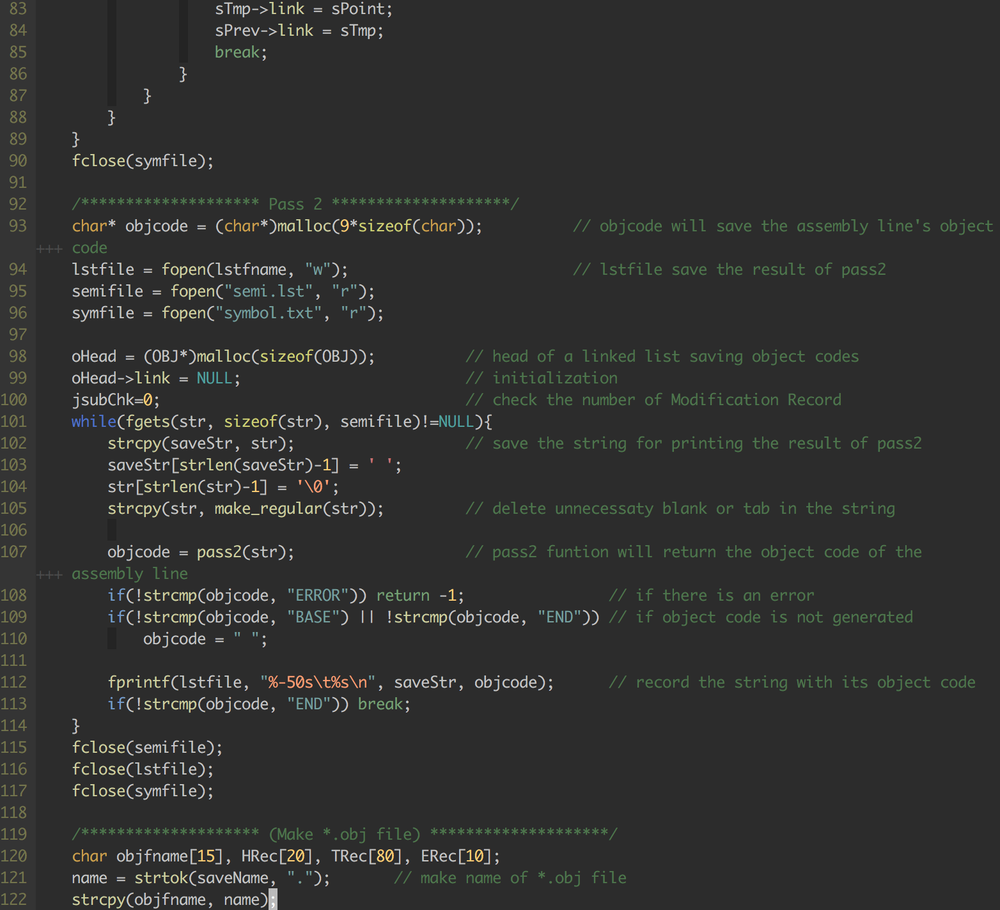 83                     sTmp->link = sPoint;
84                     sPrev->link = sTmp;
85                     break;
86                 }
87             }
88         }
89     }
90     fclose(symfile);
91
92     /******************** Pass 2 ********************/
93     char* objcode = (char*)malloc(9*sizeof(char));          // objcode will save the assembly line's object
+++ code
94     lstfile = fopen(lstfname, "w");                         // lstfile save the result of pass2
95     semifile = fopen("semi.lst", "r");
96     symfile = fopen("symbol.txt", "r");
97
98     oHead = (OBJ*)malloc(sizeof(OBJ));          // head of a linked list saving object codes
99     oHead->link = NULL;                         // initialization
100    jsubChk=0;                                  // check the number of Modification Record
101    while(fgets(str, sizeof(str), semifile)!=NULL){
102        strcpy(saveStr, str);                   // save the string for printing the result of pass2
103        saveStr[strlen(saveStr)-1] = ' ';
104        str[strlen(str)-1] = '\0';
105        strcpy(str, make_regular(str));         // delete unnecessaty blank or tab in the string
106
107        objcode = pass2(str);                   // pass2 funtion will return the object code of the
+++ assembly line
108        if(!strcmp(objcode, "ERROR")) return -1;                // if there is an error
109        if(!strcmp(objcode, "BASE") || !strcmp(objcode, "END")) // if object code is not generated
110            objcode = " ";
111
112        fprintf(lstfile, "%-50s\t%s\n", saveStr, objcode);      // record the string with its object code
113        if(!strcmp(objcode, "END")) break;
114    }
115    fclose(semifile);
116    fclose(lstfile);
117    fclose(symfile);
118
119    /******************** (Make *.obj file) ********************/
120    char objfname[15], HRec[20], TRec[80], ERec[10];
121    name = strtok(saveName, ".");       // make name of *.obj file
122    strcpy(objfname, name);